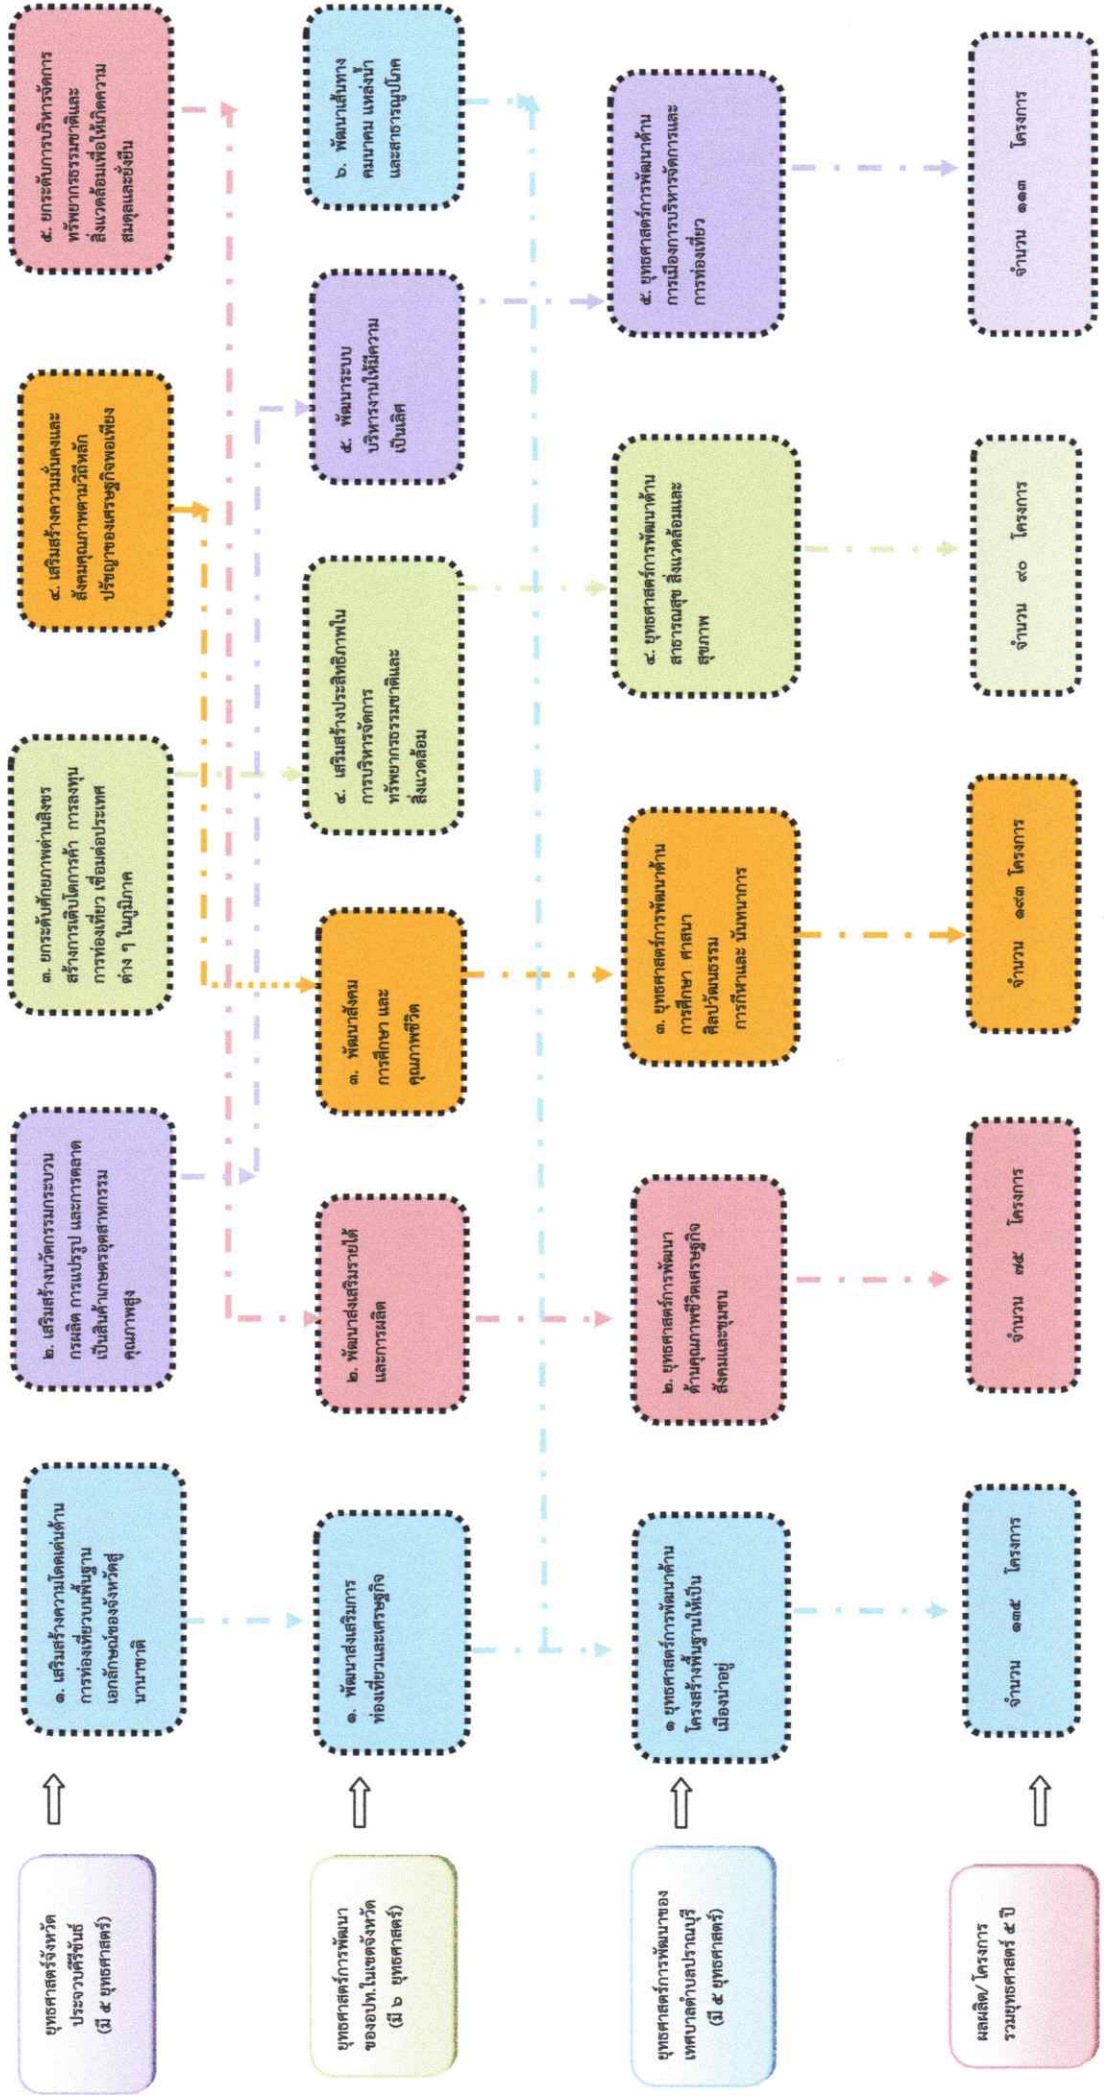 ยุทธศาสตร์จังหวัด
ประจวบคีรีขันธ์
(มี ๕ ยุทธศาสตร์)
๑. เสริมสร้างความโดดเด่นด้าน
การท่องเที่ยวบนพื้นฐาน
เอกลักษณ์ของจังหวัดสู่
นานาชาติ
๒. เสริมสร้างนวัตกรรมกระบวน
การผลิต การแปรรูป และการตลาด
เป็นสินค้าเกษตรอุตสาหกรรม
คุณภาพสูง
๓. ยกระดับศักยภาพด่านสิงขร
สร้างการเติบโตการค้า การลงทุน
การท่องเที่ยว เชื่อมต่อประเทศ
ต่าง ๆ ในภูมิภาค
๔. เสริมสร้างความมั่นคงและ
สังคมคุณภาพตามวิถีหลัก
ปรัชญาของเศรษฐกิจพอเพียง
๕. ยกระดับการบริหารจัดการ
ทรัพยากรธรรมชาติและ
สิ่งแวดล้อมเพื่อให้เกิดความ
สมดุลและยั่งยืน
ยุทธศาสตร์การพัฒนา
ของอปท.ในเขตจังหวัด
(มี ๖ ยุทธศาสตร์)
๑. พัฒนาส่งเสริมการ
ท่องเที่ยวและเศรษฐกิจ
๒. พัฒนาส่งเสริมรายได้
และการผลิต
๓. พัฒนาสังคม
การศึกษา และ
คุณภาพชีวิต
๔. เสริมสร้างประสิทธิภาพใน
การบริหารจัดการ
ทรัพยากรธรรมชาติและ
สิ่งแวดล้อม
๕. พัฒนาระบบ
บริหารงานให้มีความ
เป็นเลิศ
๖. พัฒนาเส้นทาง
คมนาคม แหล่งน้ำ
และสาธารณูปโภค
ยุทธศาสตร์การพัฒนาของ
เทศบาลตำบลปราณบุรี
(มี ๕ ยุทธศาสตร์)
๑ ยุทธศาสตร์การพัฒนาด้าน
โครงสร้างพื้นฐานให้เป็น
เมืองน่าอยู่
๒. ยุทธศาสตร์การพัฒนา
ด้านคุณภาพชีวิตเศรษฐกิจ
สังคมและชุมชน
๓. ยุทธศาสตร์การพัฒนาด้าน
การศึกษา ศาสนา
ศิลปวัฒนธรรม
การกีฬาและ นันทนาการ
๔. ยุทธศาสตร์การพัฒนาด้าน
สาธารณสุข สิ่งแวดล้อมและ
สุขภาพ
๕. ยุทธศาสตร์การพัฒนาด้าน
การเมืองการบริหารจัดการและ
การท่องเที่ยว
ผลผลิต/โครงการ
รวมยุทธศาสตร์ ๕ ปี
จำนวน ๑๓๕ โครงการ
จำนวน ๗๕ โครงการ
จำนวน ๑๙๓ โครงการ
จำนวน ๙๐ โครงการ
จำนวน ๑๑๓ โครงการ